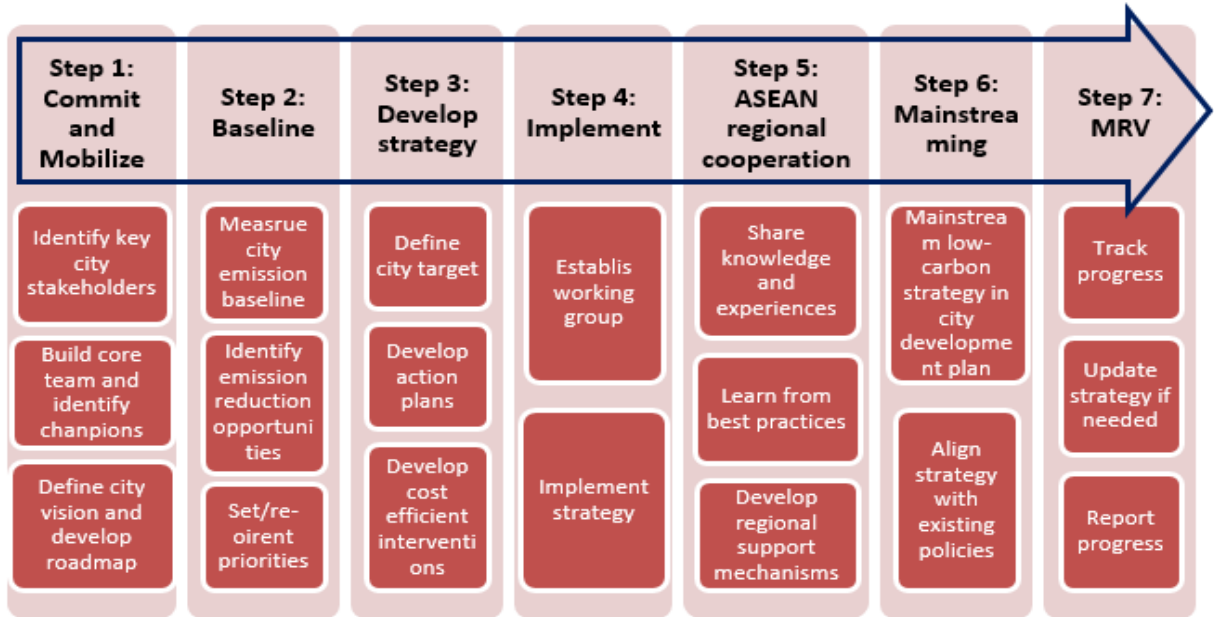 Step 1:
Commit
and
Mobilize
Step 2:
Baseline
Step 3:
Develop
strategy
Step 4:
Implement
Step 5:
ASEAN
regional
cooperation
Step 6:
Mainstrea
ming
Step 7:
MRV
Identify key
city
stakeholders
Build core
team and
identify
chanpions
Define city
vision and
develop
roadmap
Measrue
city
emission
baseline
Identify
emission
reduction
opportuni
ties
Set/re-
oirent
priorities
Define
city target
Develop
action
plans
Develop
cost
efficient
interventi
ons
Establis
working
group
Implement
strategy
Share
knowledge
and
experiences
Learn from
best practices
Develop
regional
support
mechanisms
Mainstrea
m low-
carbon
strategy in
city
developme
nt plan
Align
strategy
with
existing
policies
Track
progress
Update
strategy if
needed
Report
progress